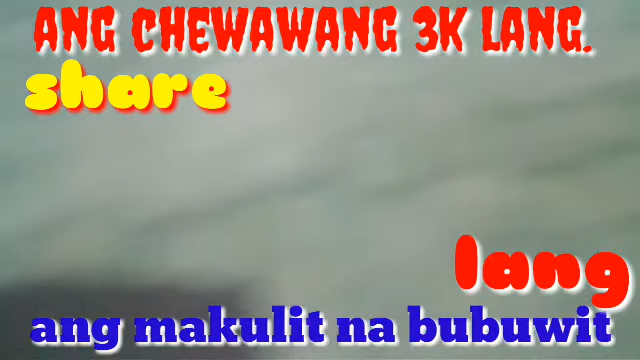 ANG CHEWAWANG 3K LANG.
share
lang
ang makulit na bubuwit